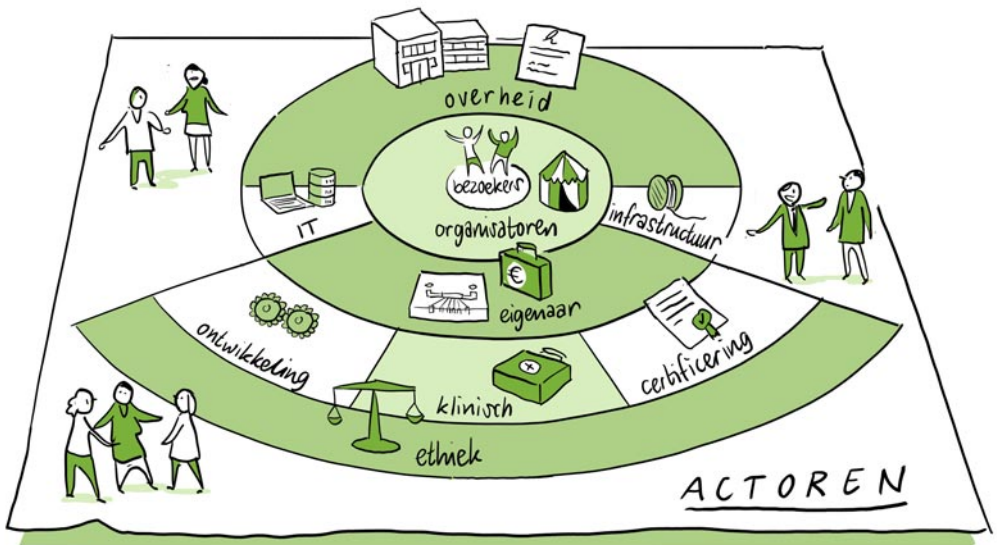 overheid
bezoekers
organisatoren
IT
infrastructuur
€
eigenaar
ontwikkeling
certificering
klinisch
ethiek
ACTOREN